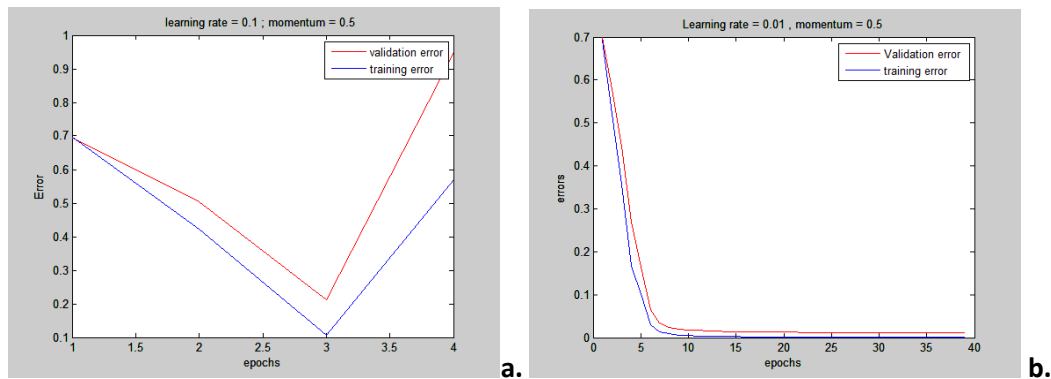 learning rate = 0.1 ; momentum = 0.5
validation error
training error
1
0.9
0.8
0.7
0.6
0.5
0.4
0.3
0.2
0.1
Error
1 1.5 2 2.5 3 3.5 4
epochs
a.
Learning rate = 0.01 , momentum = 0.5
Validation error
training error
0.7
0.6
0.5
0.4
0.3
0.2
0.1
0
errors
0 5 10 15 20 25 30 35 40
epochs
b.